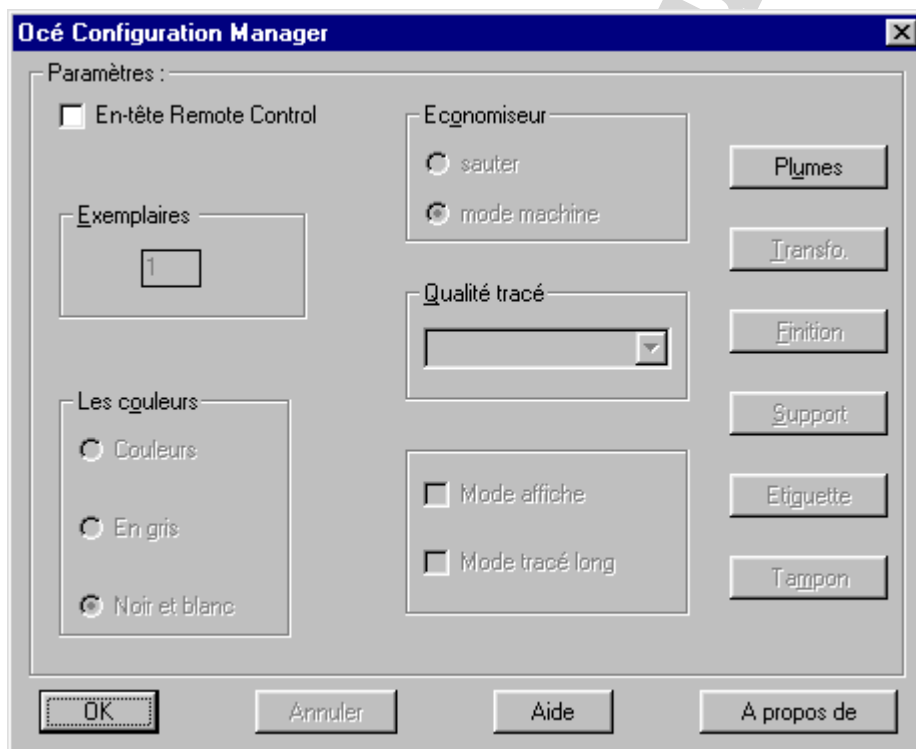 Océ Configuration Manager
Paramètres :
En-tête Remote Control
Exemplaires
1
Les couleurs
Couleurs
En gris
Noir et blanc
Economiseur
sauter
mode machine
Qualité tracé
Mode affiche
Mode tracé long
Plumes
Transfo.
Finition
Support
Etiquette
Tampon
OK
Annuler
Aide
A propos de